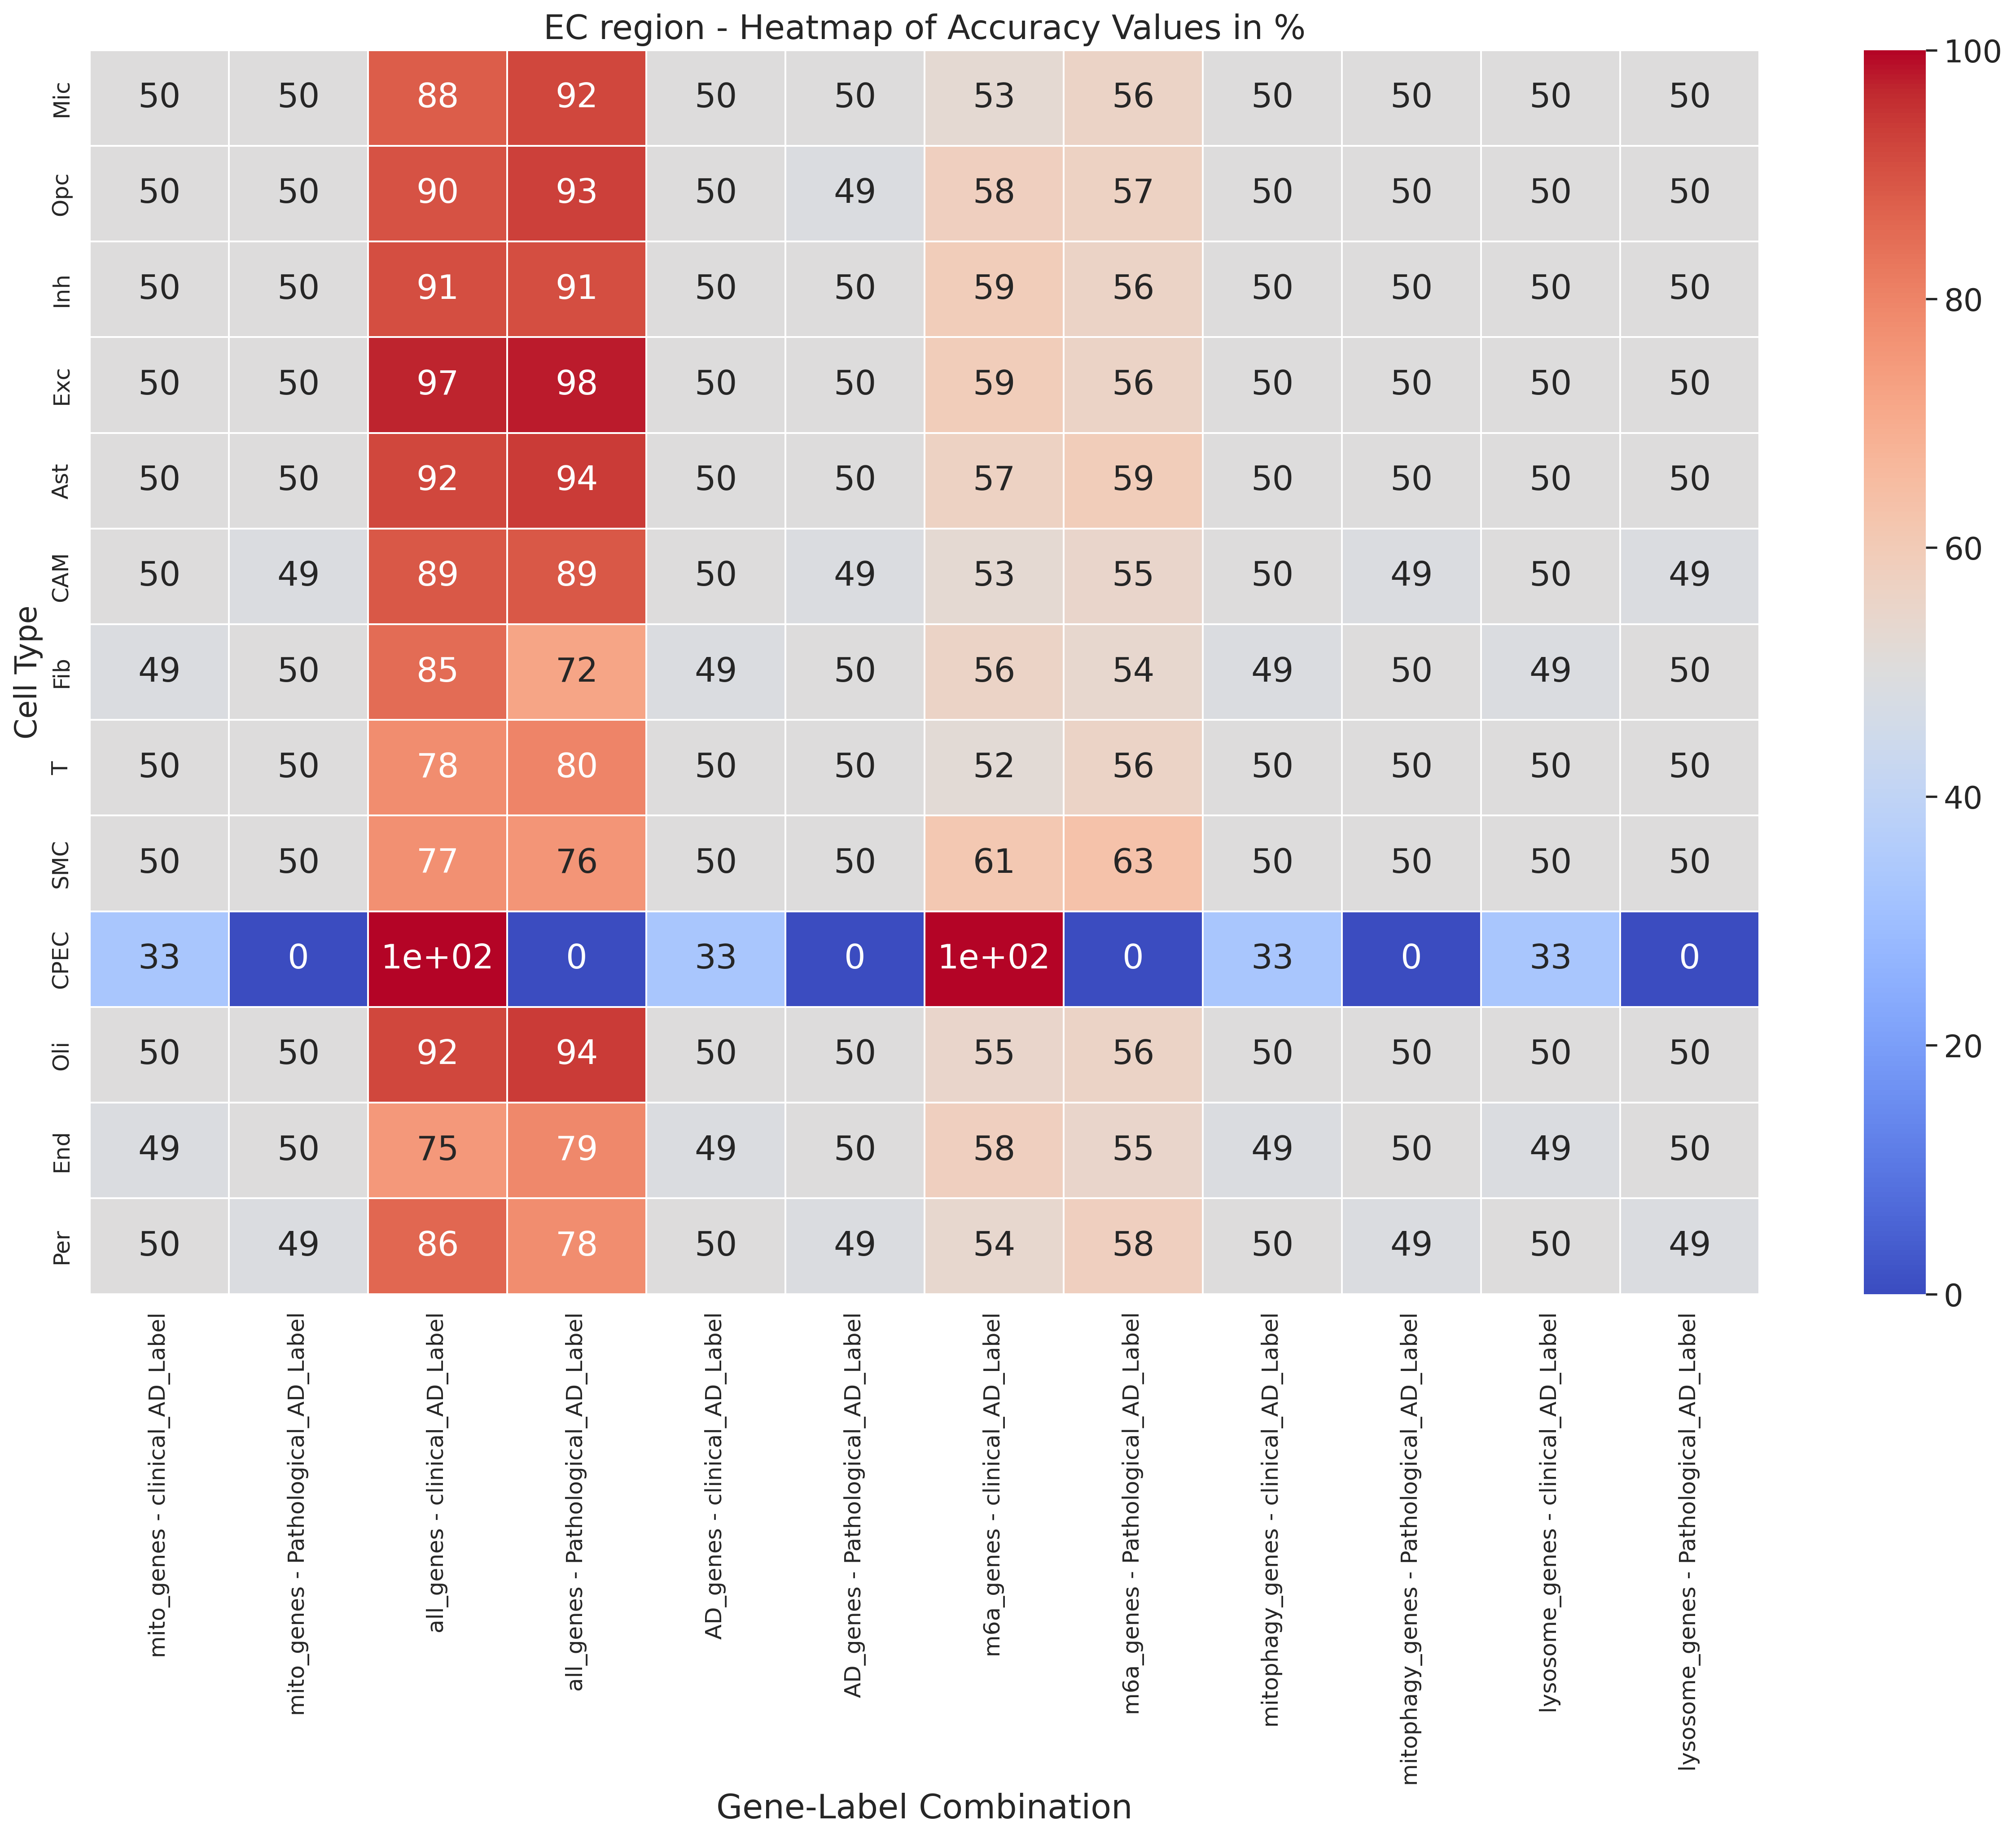 EC region - Heatmap of Accuracy Values in %
Cell Type
Mic 50 50 88 92 50 50 53 56 50 50 50 50
Opc 50 50 90 93 50 49 58 57 50 50 50 50
Inh 50 50 91 91 50 50 59 56 50 50 50 50
Exc 50 50 97 98 50 50 59 56 50 50 50 50
Ast 50 50 92 94 50 50 57 59 50 50 50 50
CAM 50 49 89 89 50 49 53 55 50 49 50 49
Fib 49 50 85 72 49 50 56 54 49 50 49 50
T 50 50 78 80 50 50 52 56 50 50 50 50
SMC 50 50 77 76 50 50 61 63 50 50 50 50
CPEC 33 0 1e+02 0 33 0 1e+02 0 33 0 33 0
Oli 50 50 92 94 50 50 55 56 50 50 50 50
End 49 50 75 79 49 50 58 55 49 50 49 50
Per 50 49 86 78 50 49 54 58 50 49 50 49
mito_genes - clinical_AD_Label
mito_genes - Pathological_AD_Label
all_genes - clinical_AD_Label
all_genes - Pathological_AD_Label
AD_genes - clinical_AD_Label
AD_genes - Pathological_AD_Label
m6a_genes - clinical_AD_Label
m6a_genes - Pathological_AD_Label
mitophagy_genes - clinical_AD_Label
mitophagy_genes - Pathological_AD_Label
lysosome_genes - clinical_AD_Label
lysosome_genes - Pathological_AD_Label
Gene-Label Combination
100
80
60
40
20
0